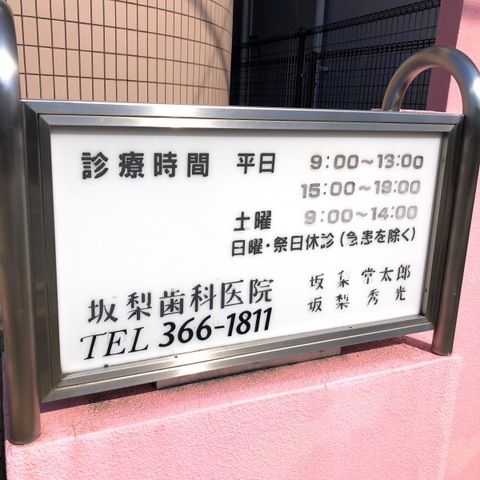 診療時間 平日 9:00～13:00
15:00～19:00
土曜 9:00～14:00
日曜・祭日休診(急患を除く)
坂梨歯科医院
TEL 366-1811
坂梨 堂太郎
坂梨 秀光